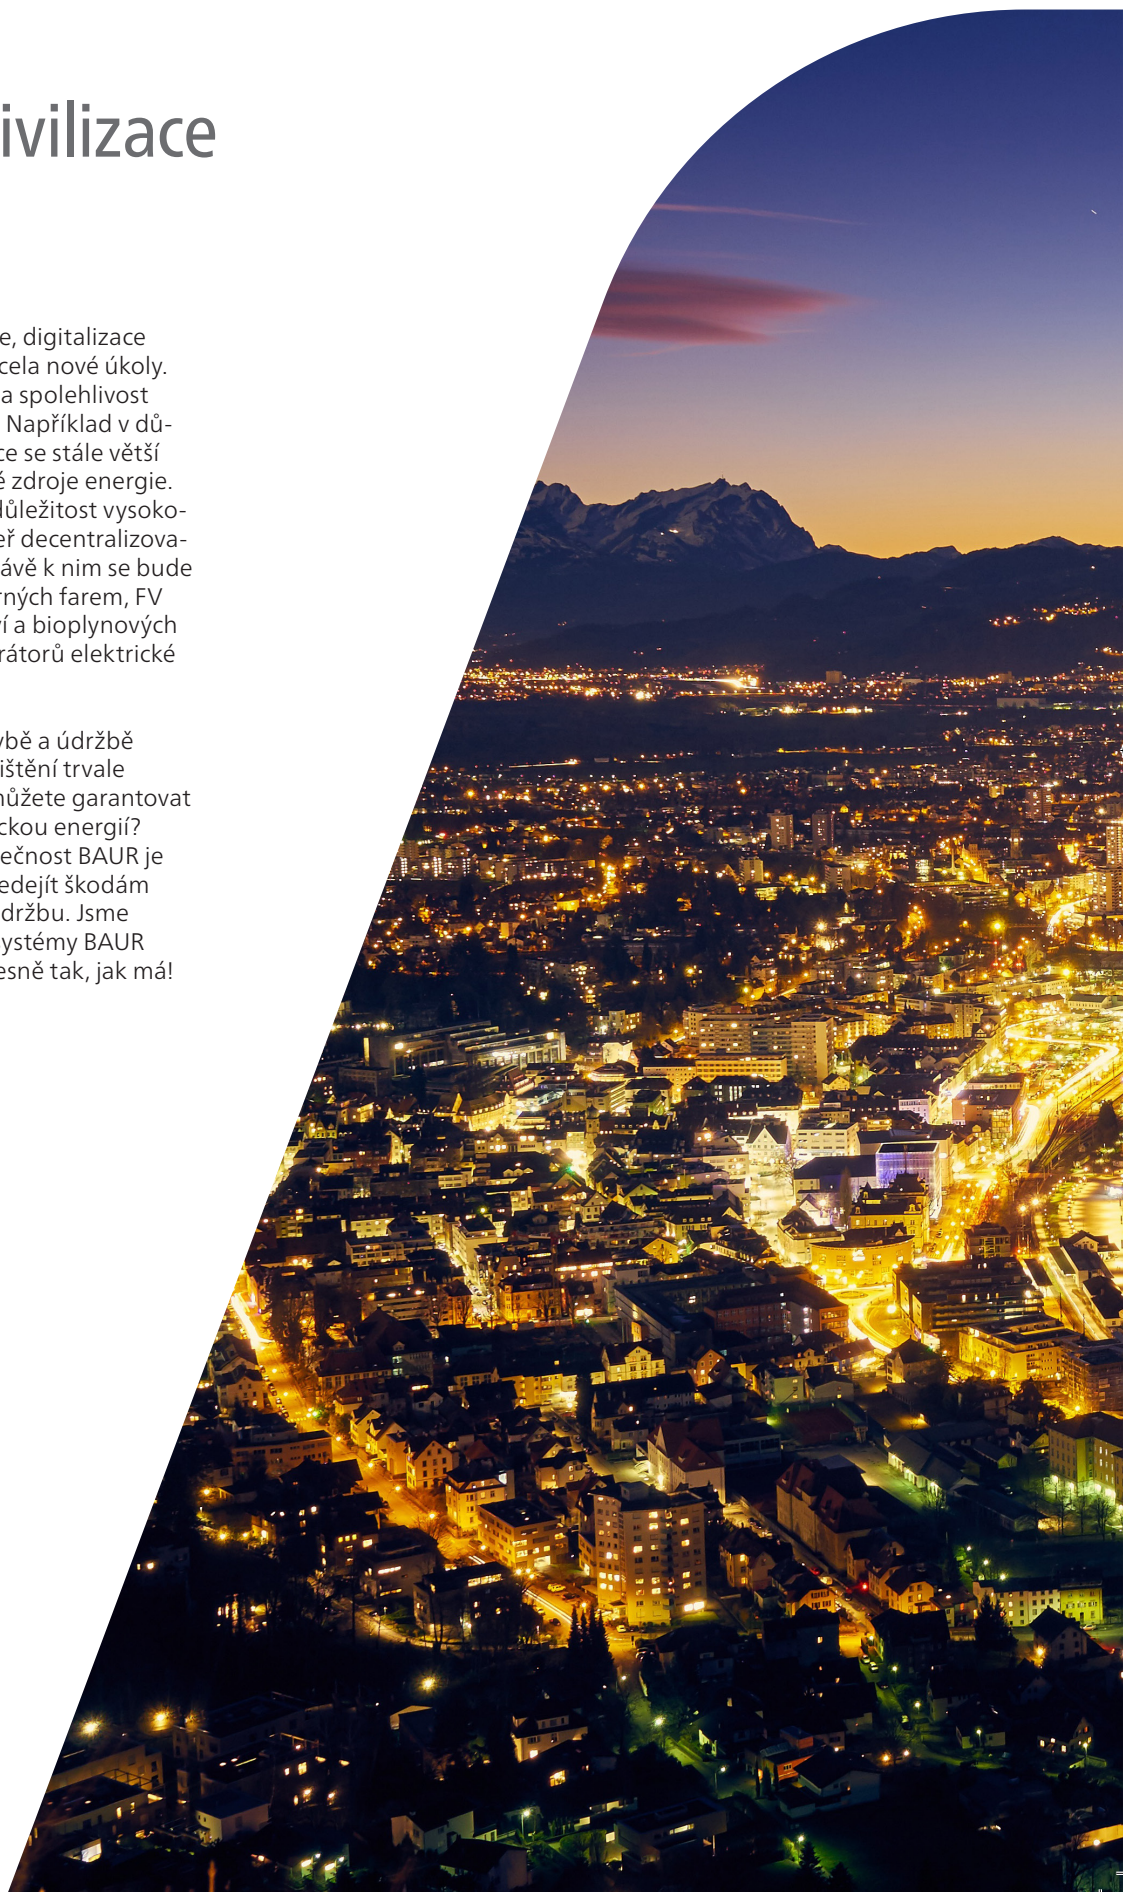 ivilizace
e, digitalizace
cela nové úkoly.
a spolehlivost
Například v dů-
ce se stále větší
é zdroje energie.
důležitost vysoko-
eř decentralizova-
ávě k nim se bude
rných farem, FV
í a bioplynových
rátorů elektrické
bě a údržbě
ištění trvale
můžete garantovat
ckou energií?
ečnost BAUR je
edejít škodám
držbu. Jsme
systémy BAUR
esně tak, jak má!